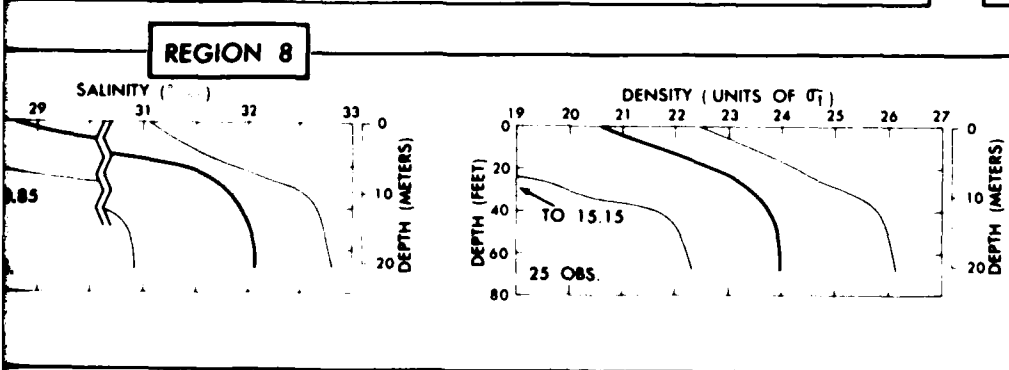 REGION 8
SALINITY (
29 31 32 33
0
10
20
DEPTH (METERS)
.85
DENSITY (UNITS OF σt)
19 20 21 22 23 24 25 26 27
0
20
40
60
80
DEPTH (FEET)
TO 15.15
25 OBS.
0
10
20
DEPTH (METERS)